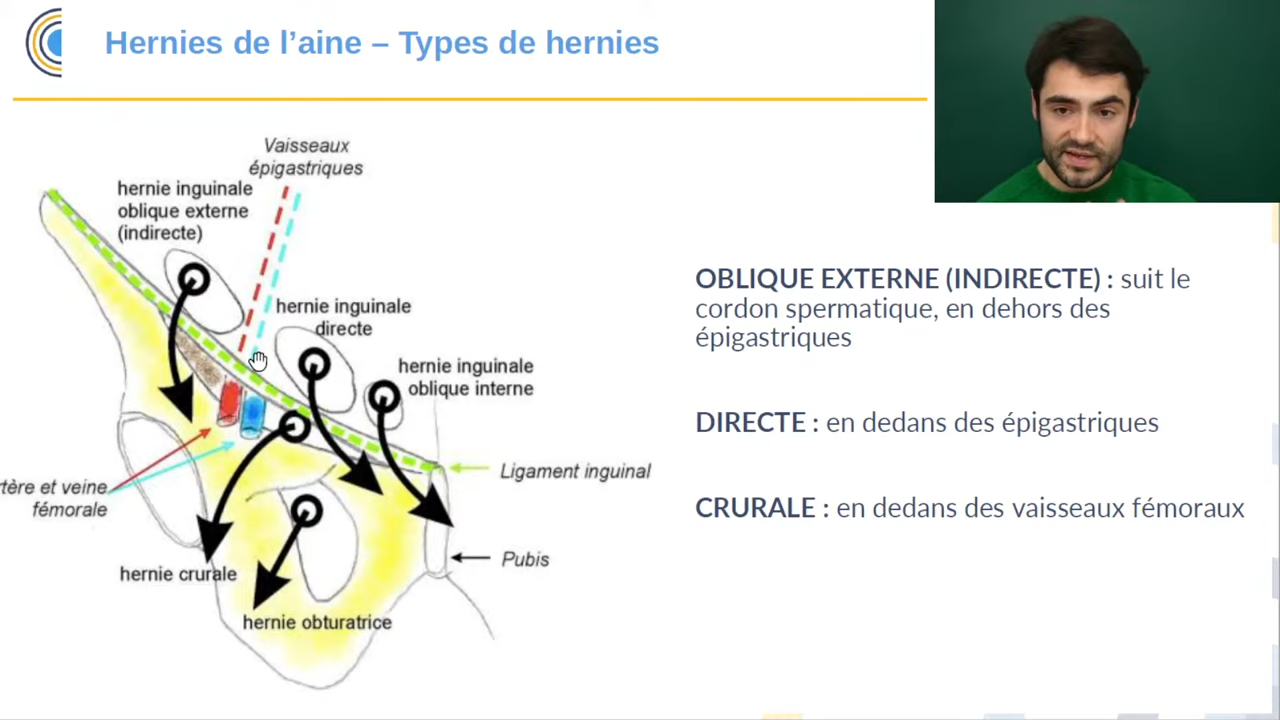 Hernies de l’aine – Types de hernies
Vaisseaux
épigastriques
hernie inguinale
oblique externe
(indirecte)
hernie inguinale
directe
hernie inguinale
oblique interne
tère et veine
fémorale
Ligament inguinal
Pubis
hernie crurale
hernie obturatrice
OBLIQUE EXTERNE (INDIRECTE) : suit le
cordon spermatique, en dehors des
épigastriques
DIRECTE : en dedans des épigastriques
CRURALE : en dedans des vaisseaux fémoraux